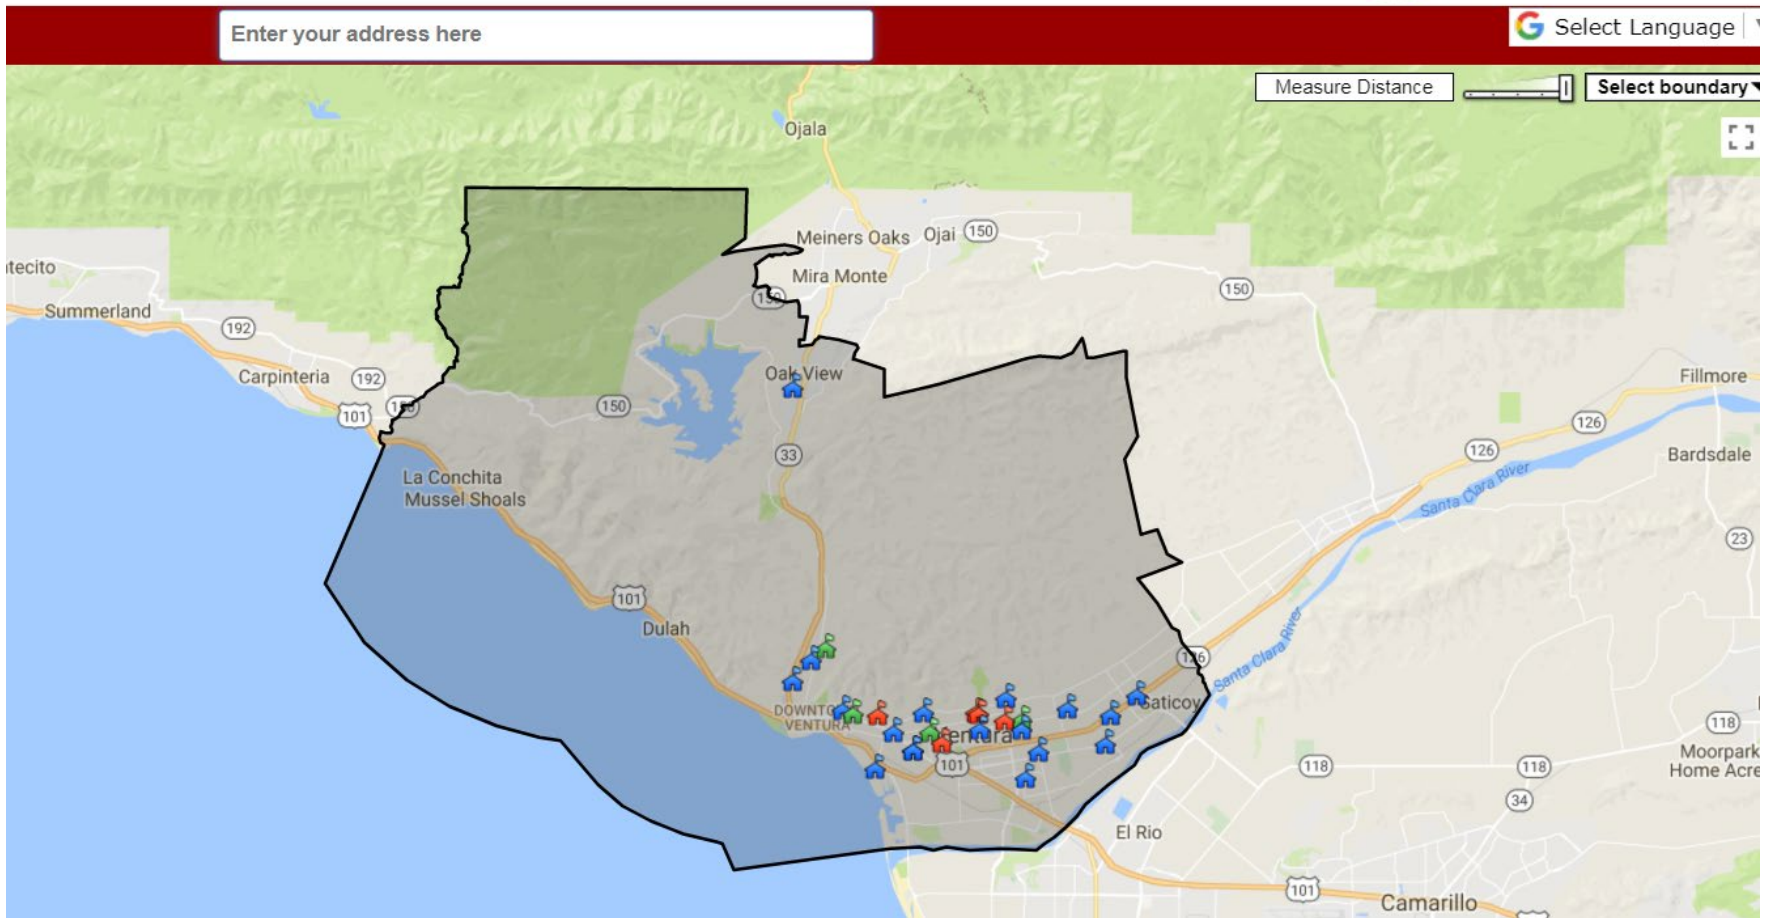 Enter your address here
Select Language
Measure Distance
Select boundary
Ojala
Meiners Oaks
Ojai
150
tecito
Mira Monte
150
150
Summerland
192
Oak View
Carpinteria
192
Fillmore
150
150
101
126
33
126
Bardsdale
La Conchita
Mussel Shoals
Santa Clara River
23
101
Dulah
126
Santa Clara River
Saticoy
DOWNTO
VENTURA
118
entura
101
118
118
Moorpark
Home Acre
34
El Rio
101
Camarillo